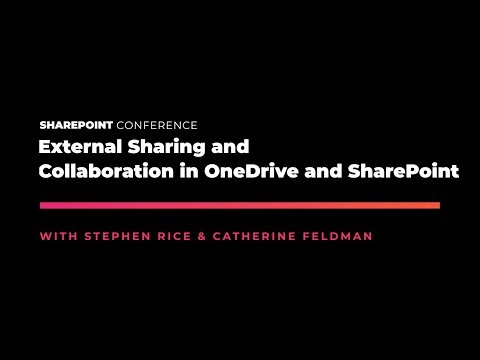 SHAREPOINT CONFERENCE
External Sharing and
Collaboration in OneDrive and SharePoint
WITH STEPHEN RICE & CATHERINE FELDMAN